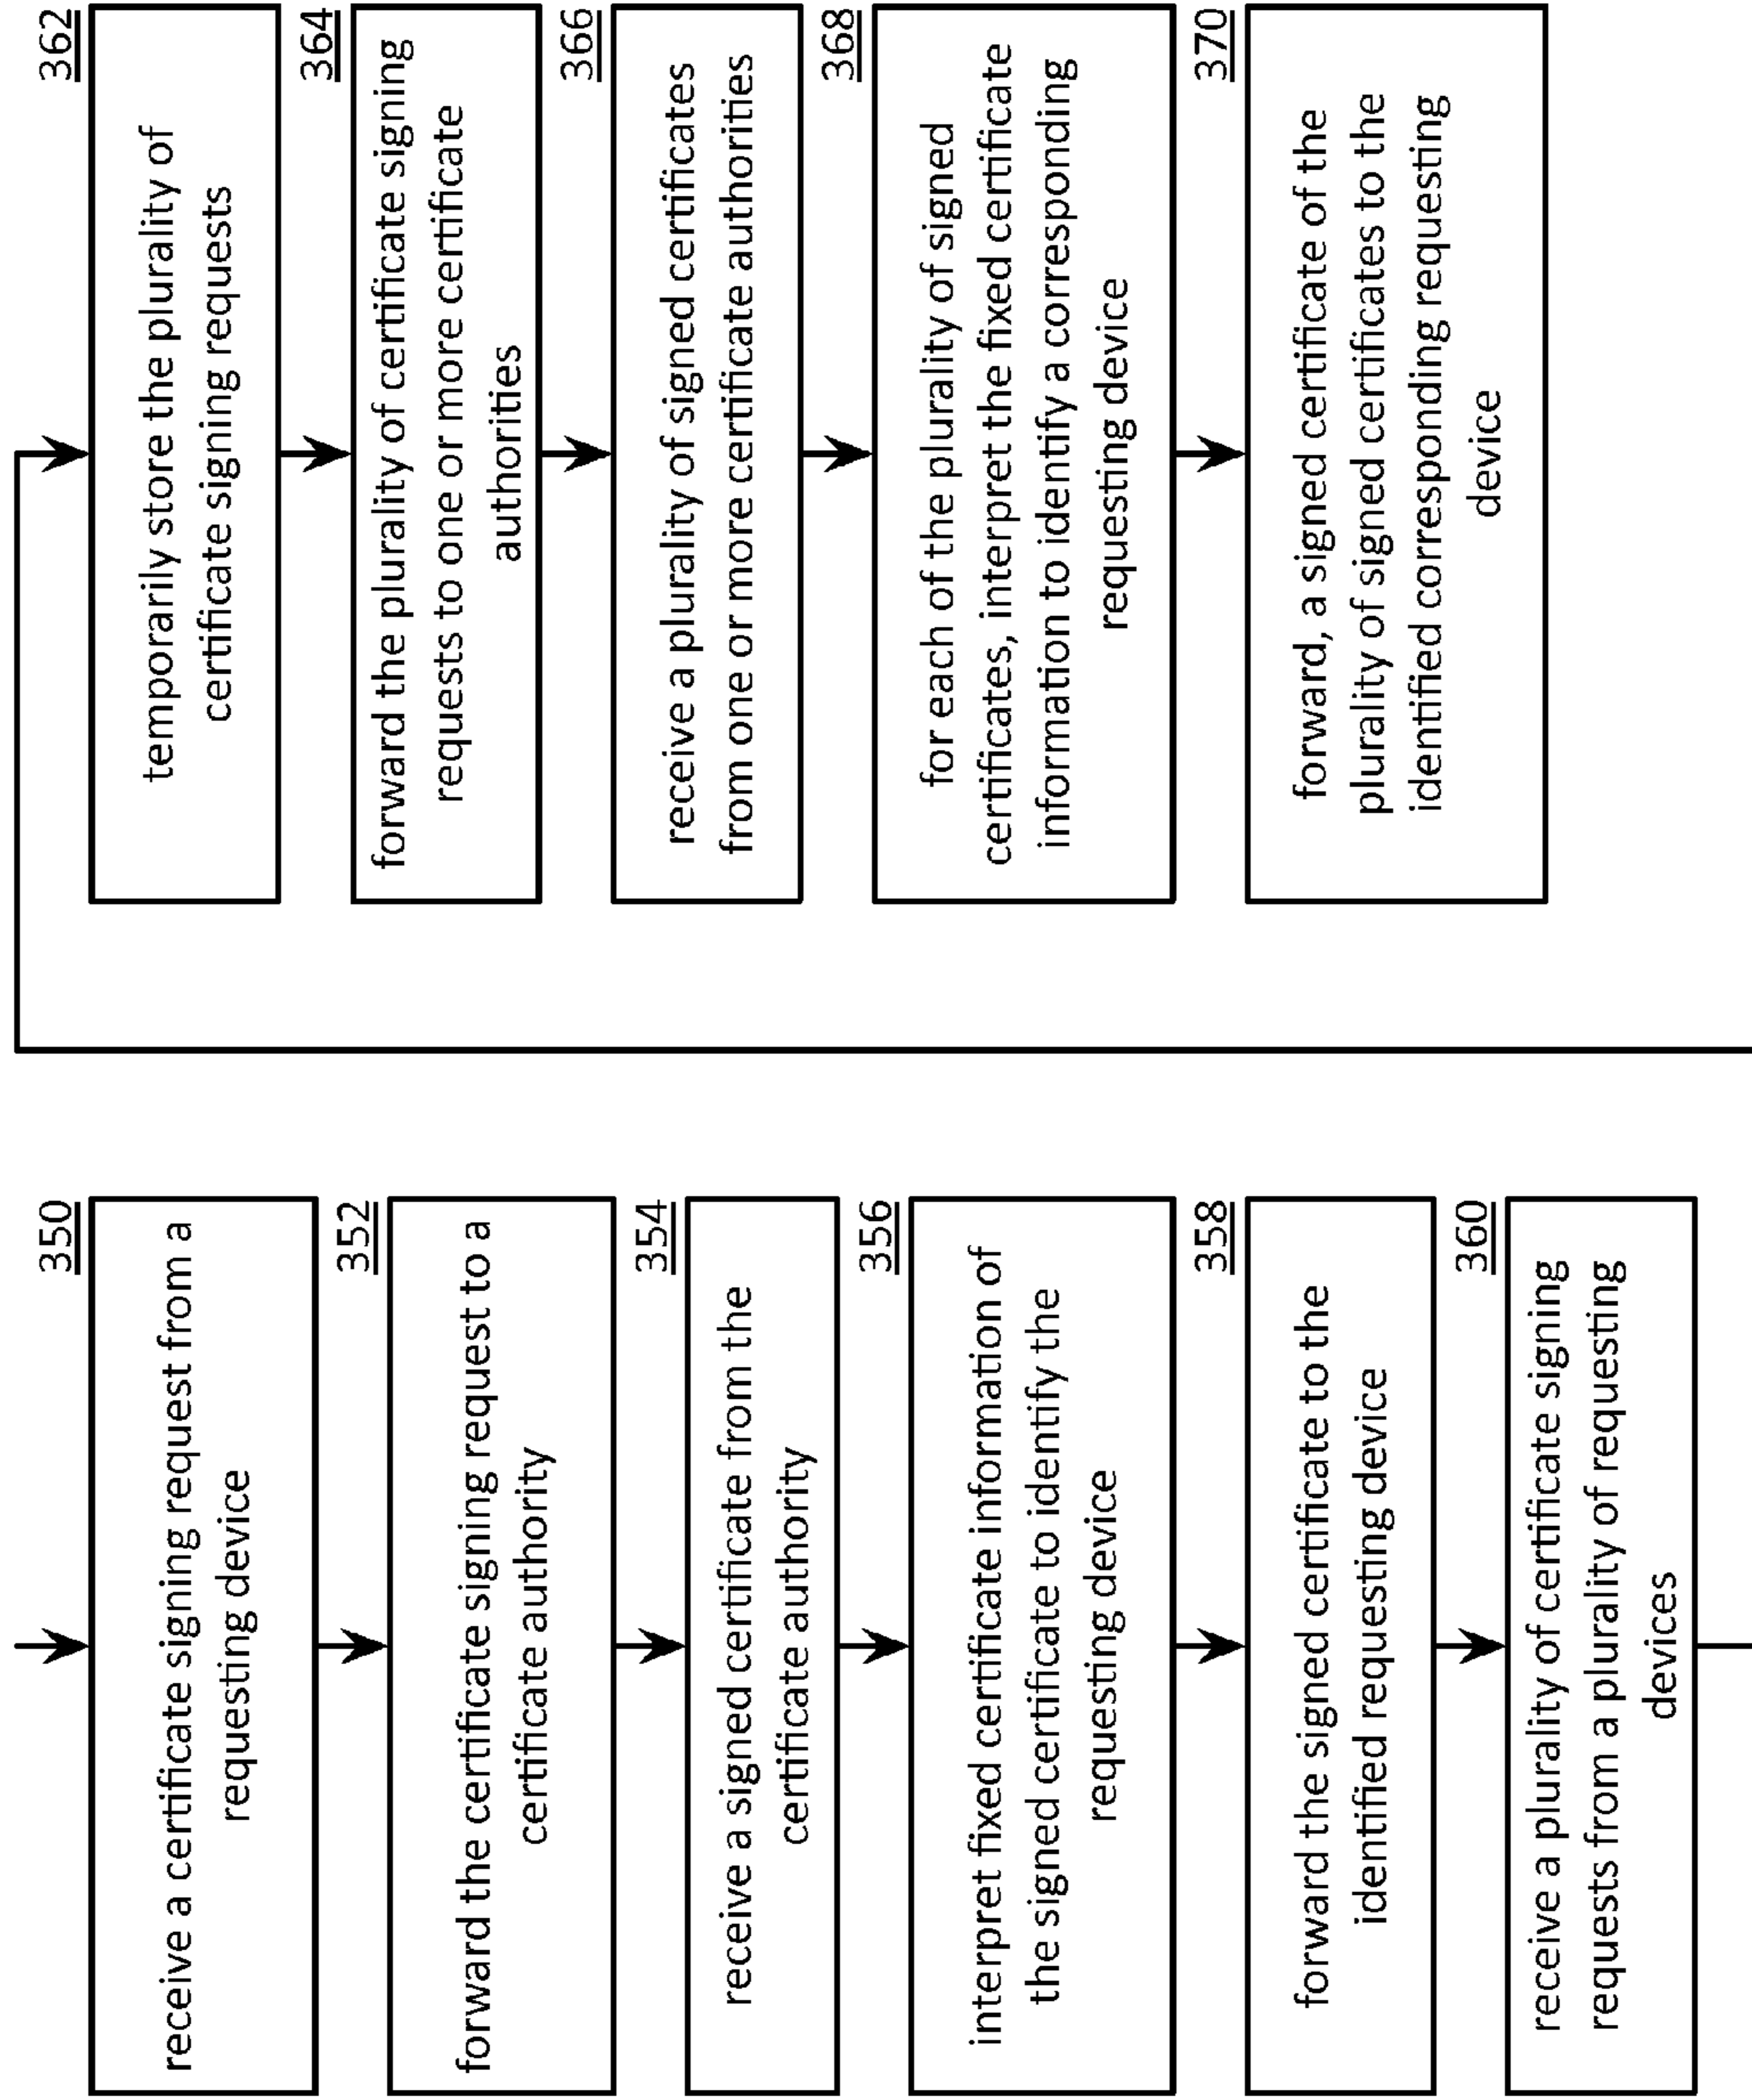 350
receive a certificate signing request from a
requesting device
352
forward the certificate signing request to a
certificate authority
354
receive a signed certificate from the
certificate authority
356
interpret fixed certificate information of
the signed certificate to identify the
requesting device
358
forward the signed certificate to the
identified requesting device
360
receive a plurality of certificate signing
requests from a plurality of requesting
devices
362
temporarily store the plurality of
certificate signing requests
364
forward the plurality of certificate signing
requests to one or more certificate
authorities
366
receive a plurality of signed certificates
from one or more certificate authorities
368
for each of the plurality of signed
certificates, interpret the fixed certificate
information to identify a corresponding
requesting device
370
forward, a signed certificate of the
plurality of signed certificates to the
identified corresponding requesting
device